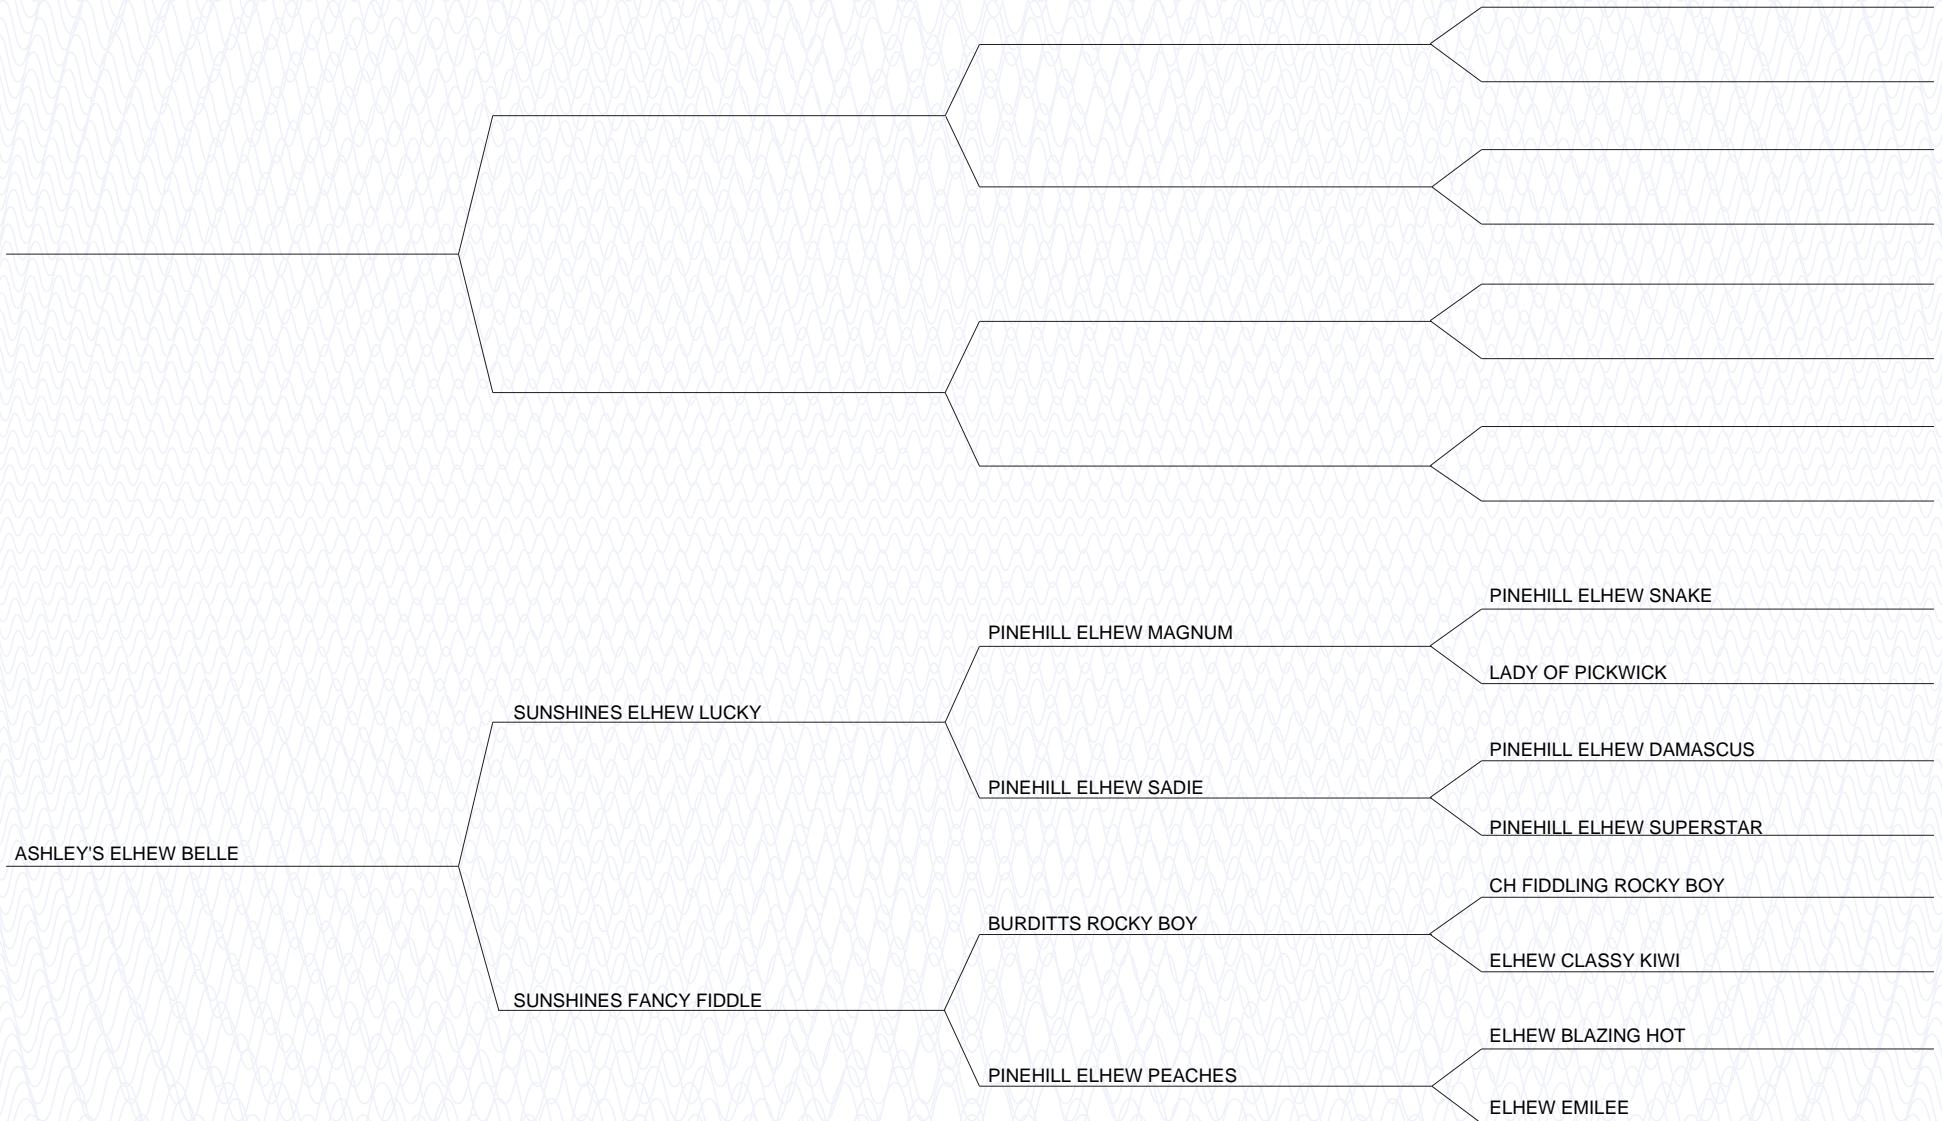 PINEHILL ELHEW SNAKE
PINEHILL ELHEW MAGNUM
LADY OF PICKWICK
SUNSHINES ELHEW LUCKY
PINEHILL ELHEW DAMASCUS
PINEHILL ELHEW SADIE
PINEHILL ELHEW SUPERSTAR
ASHLEY'S ELHEW BELLE
CH FIDDLING ROCKY BOY
BURDITTS ROCKY BOY
ELHEW CLASSY KIWI
SUNSHINES FANCY FIDDLE
ELHEW BLAZING HOT
PINEHILL ELHEW PEACHES
ELHEW EMILEE